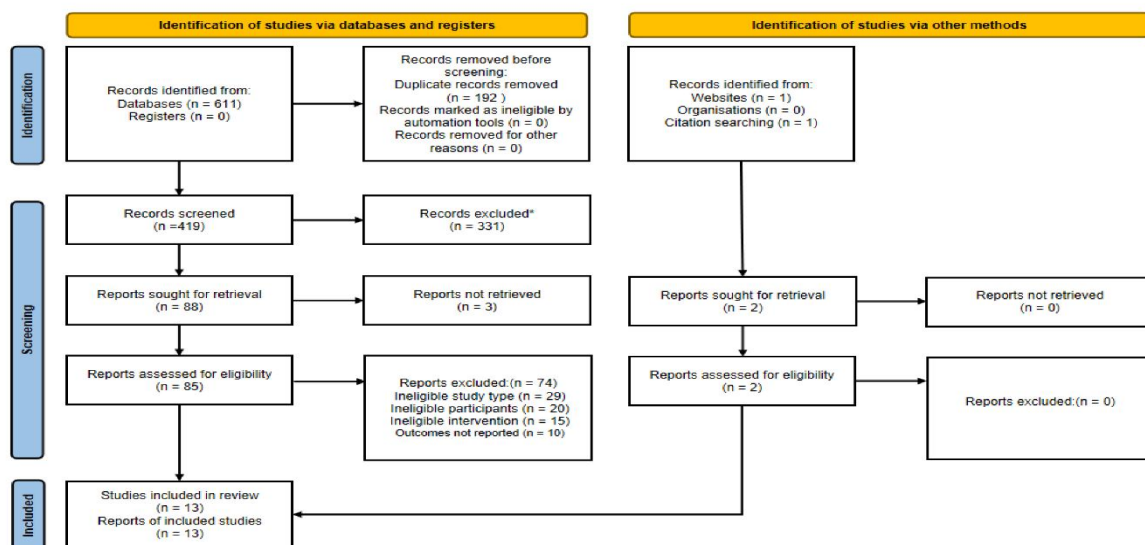 Identification of studies via databases and registers
Identification of studies via other methods
Identification
Records identified from:
Databases (n = 611)
Registers (n = 0)
Records removed before
screening:
Duplicate records removed
(n = 192 )
Records marked as ineligible by
automation tools (n = 0)
Records removed for other
reasons (n = 0)
Records identified from:
Websites (n = 1)
Organisations (n = 0)
Citation searching (n = 1)
Screening
Records screened
(n =419)
Records excluded*
(n = 331)
Reports sought for retrieval
(n = 88)
Reports not retrieved
(n = 3)
Reports sought for retrieval
(n = 2)
Reports not retrieved
(n = 0)
Reports assessed for eligibility
(n = 85)
Reports excluded:(n = 74)
Ineligible study type (n = 29)
Ineligible participants (n = 20)
Ineligible intervention (n = 15)
Outcomes not reported (n = 10)
Reports assessed for eligibility
(n = 2)
Reports excluded:(n = 0)
Included
Studies included in review
(n = 13)
Reports of included studies
(n = 13)